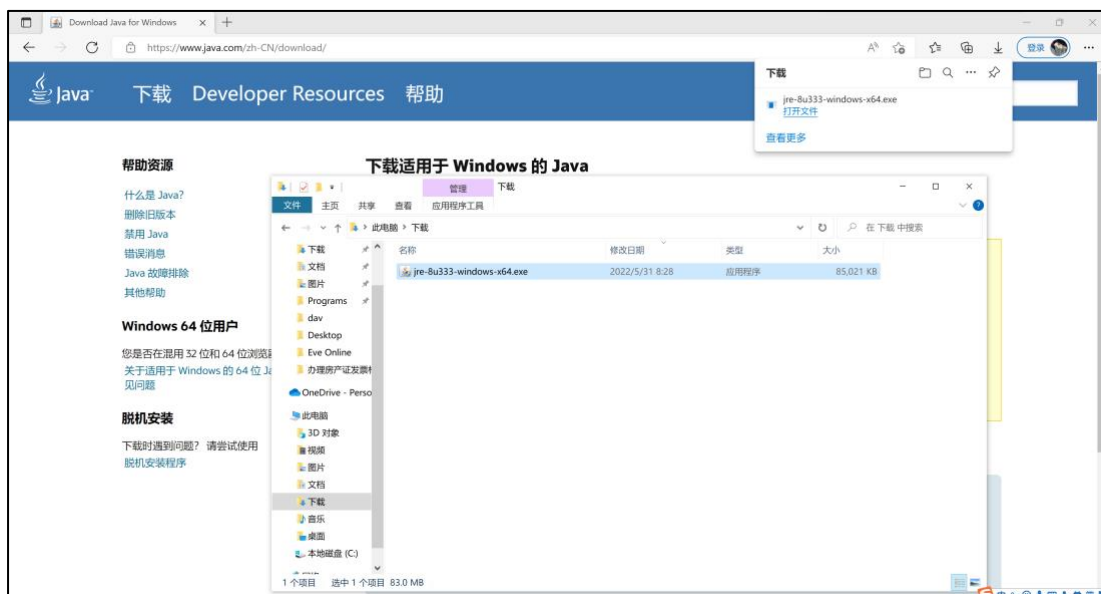 Download Java for Windows
https://www.java.com/zh-CN/download/
登录
Java
下载 Developer Resources 帮助
下载
jre-8u333-windows-x64.exe
打开文件
查看更多
帮助资源
什么是 Java?
删除旧版本
禁用 Java
错误消息
Java 故障排除
其他帮助
Windows 64 位用户
您是否在混用 32 位和 64 位浏览
关于适用于 Windows 的 64 位
见问题
脱机安装
下载时遇到问题? 请尝试使用
脱机安装程序
下载适用于 Windows 的 Java
管理 下载
文件 主页 共享 查看 应用程序工具
此电脑 下载
在 下载 中搜索
名称 修改日期 类型 大小
jre-8u333-windows-x64.exe 2022/5/31 8:28 应用程序 85,021 KB
下载
文档
图片
Programs
dav
Desktop
Eve Online
办理房产证发票
OneDrive - Perso
此电脑
3D 对象
视频
图片
文档
下载
音乐
桌面
本地磁盘 (C:)
1 个项目 选中 1 个项目 83.0 MB